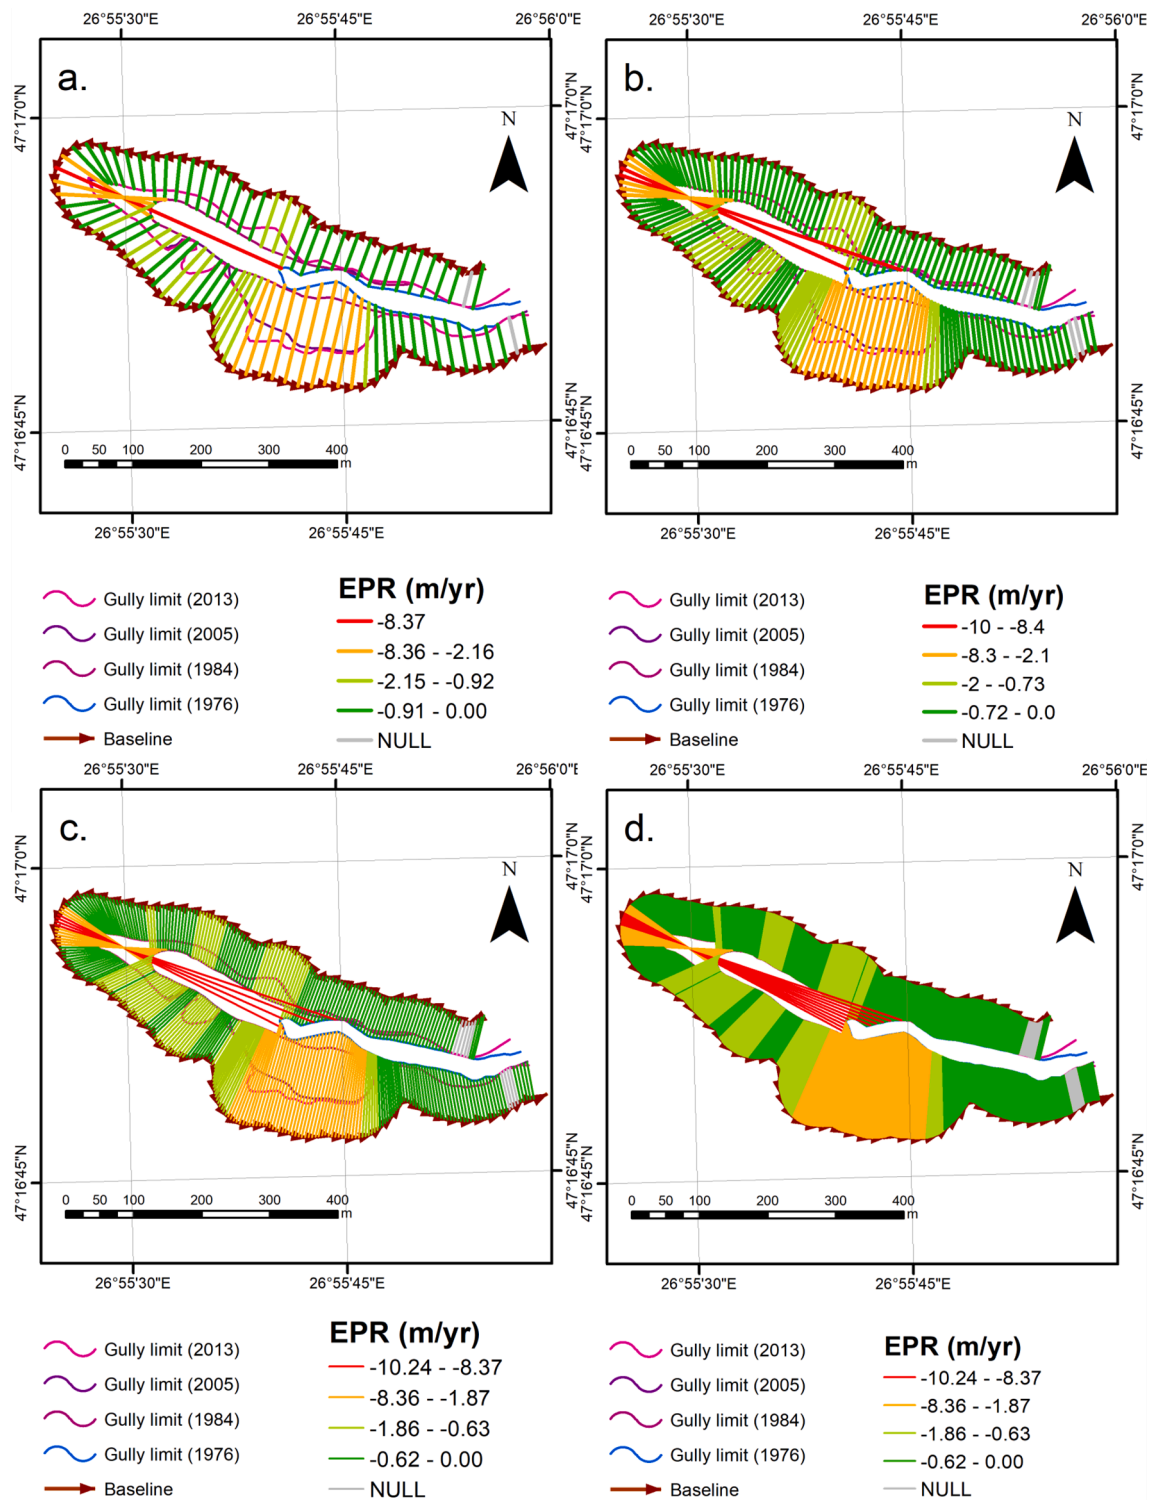 26°55'30"E 26°55'45"E 26°56'0"E
a.
N
47°17'0"N 47°17'0"N
47°16'45"N 47°16'45"N
0 50 100 200 300 400
m
26°55'30"E 26°55'45"E
Gully limit (2013)
Gully limit (2005)
Gully limit (1984)
Gully limit (1976)
Baseline
EPR (m/yr)
-8.37
-8.36 - -2.16
-2.15 - -0.92
-0.91 - 0.00
NULL
26°55'30"E 26°55'45"E 26°56'0"E
b.
N
47°17'0"N 47°17'0"N
47°16'45"N 47°16'45"N
0 50 100 200 300 400
m
26°55'30"E 26°55'45"E
Gully limit (2013)
Gully limit (2005)
Gully limit (1984)
Gully limit (1976)
Baseline
EPR (m/yr)
-10 - -8.4
-8.3 - -2.1
-2 - -0.73
-0.72 - 0.0
NULL
26°55'30"E 26°55'45"E 26°56'0"E
c.
N
47°17'0"N 47°17'0"N
47°16'45"N 47°16'45"N
0 50 100 200 300 400
m
26°55'30"E 26°55'45"E
Gully limit (2013)
Gully limit (2005)
Gully limit (1984)
Gully limit (1976)
Baseline
EPR (m/yr)
-10.24 - -8.37
-8.36 - -1.87
-1.86 - -0.63
-0.62 - 0.00
NULL
26°55'30"E 26°55'45"E 26°56'0"E
d.
N
47°17'0"N 47°17'0"N
47°16'45"N 47°16'45"N
0 50 100 200 300 400
m
26°55'30"E 26°55'45"E
Gully limit (2013)
Gully limit (2005)
Gully limit (1984)
Gully limit (1976)
Baseline
EPR (m/yr)
-10.24 - -8.37
-8.36 - -1.87
-1.86 - -0.63
-0.62 - 0.00
NULL